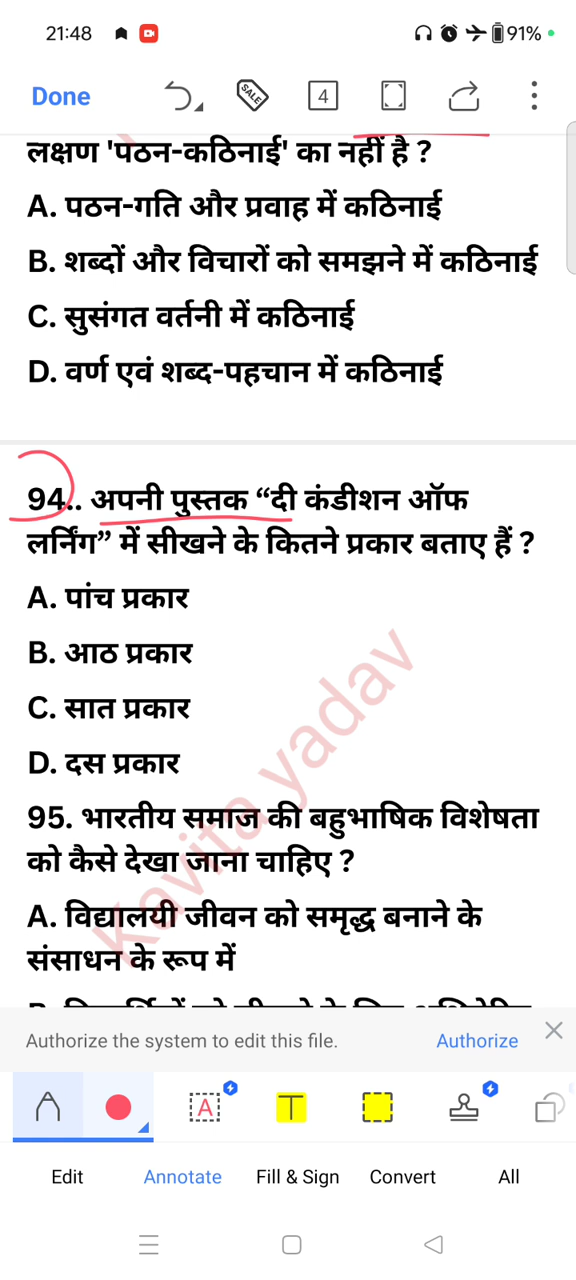 21:48
91%
Done
SALE
4
लक्षण 'पठन-कठिनाई' का नहीं है ?
A. पठन-गति और प्रवाह में कठिनाई
B. शब्दों और विचारों को समझने में कठिनाई
C. सुसंगत वर्तनी में कठिनाई
D. वर्ण एवं शब्द-पहचान में कठिनाई
94.. अपनी पुस्तक “दी कंडीशन ऑफ
लर्निंग” में सीखने के कितने प्रकार बताए हैं ?
A. पांच प्रकार
B. आठ प्रकार
C. सात प्रकार
D. दस प्रकार
Kavita yadav
95. भारतीय समाज की बहुभाषिक विशेषता
को कैसे देखा जाना चाहिए ?
A. विद्यालयी जीवन को समृद्ध बनाने के
संसाधन के रूप में
Authorize the system to edit this file.
Authorize
A
T
Edit
Annotate
Fill & Sign
Convert
All